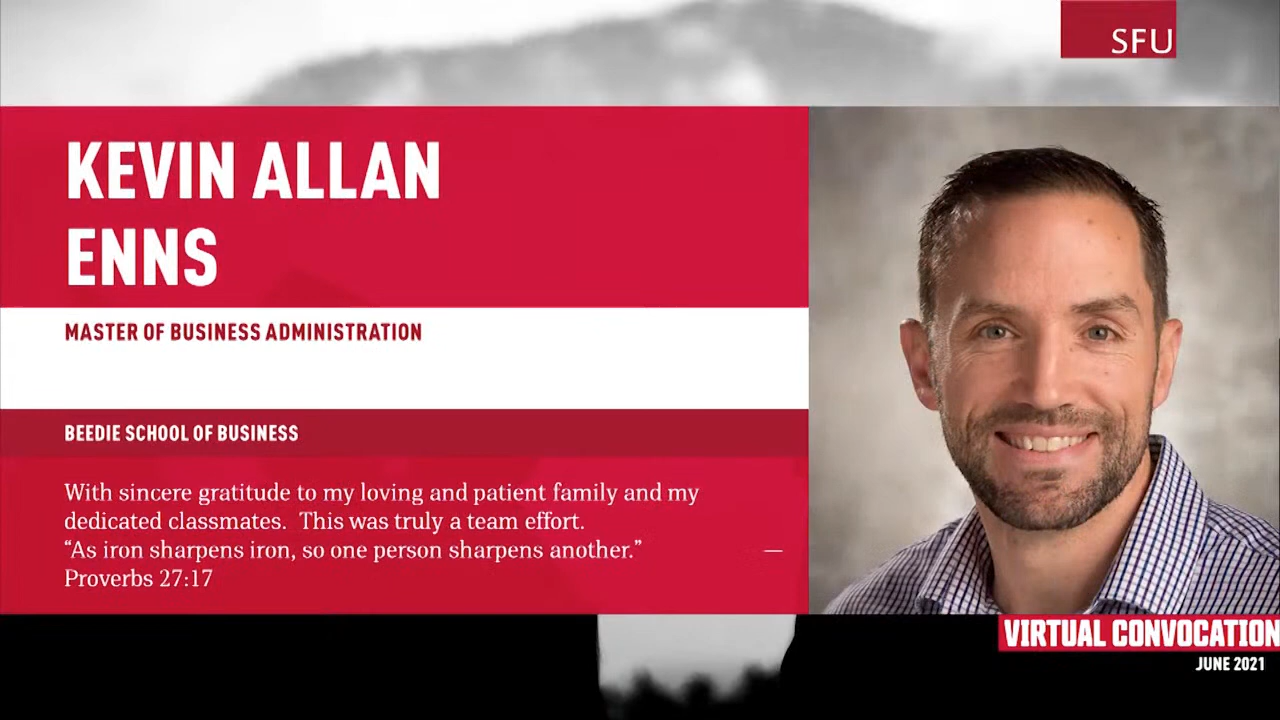 SFU
KEVIN ALLAN
ENNS
MASTER OF BUSINESS ADMINISTRATION
BEEDIE SCHOOL OF BUSINESS
With sincere gratitude to my loving and patient family and my
dedicated classmates.  This was truly a team effort.
“As iron sharpens iron, so one person sharpens another.” —
Proverbs 27:17
VIRTUAL CONVOCATION
JUNE 2021